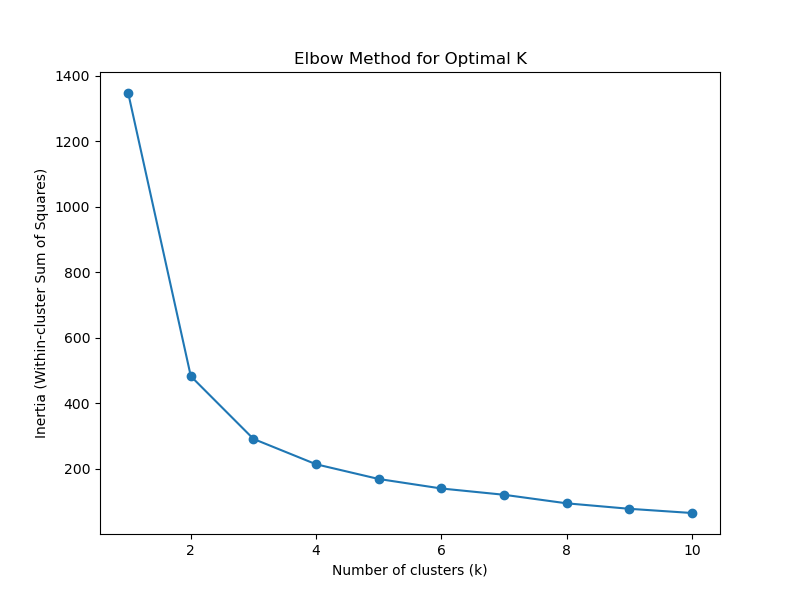 Elbow Method for Optimal K
Inertia (Within-cluster Sum of Squares)
1400
1200
1000
800
600
400
200
2 4 6 8 10
Number of clusters (k)